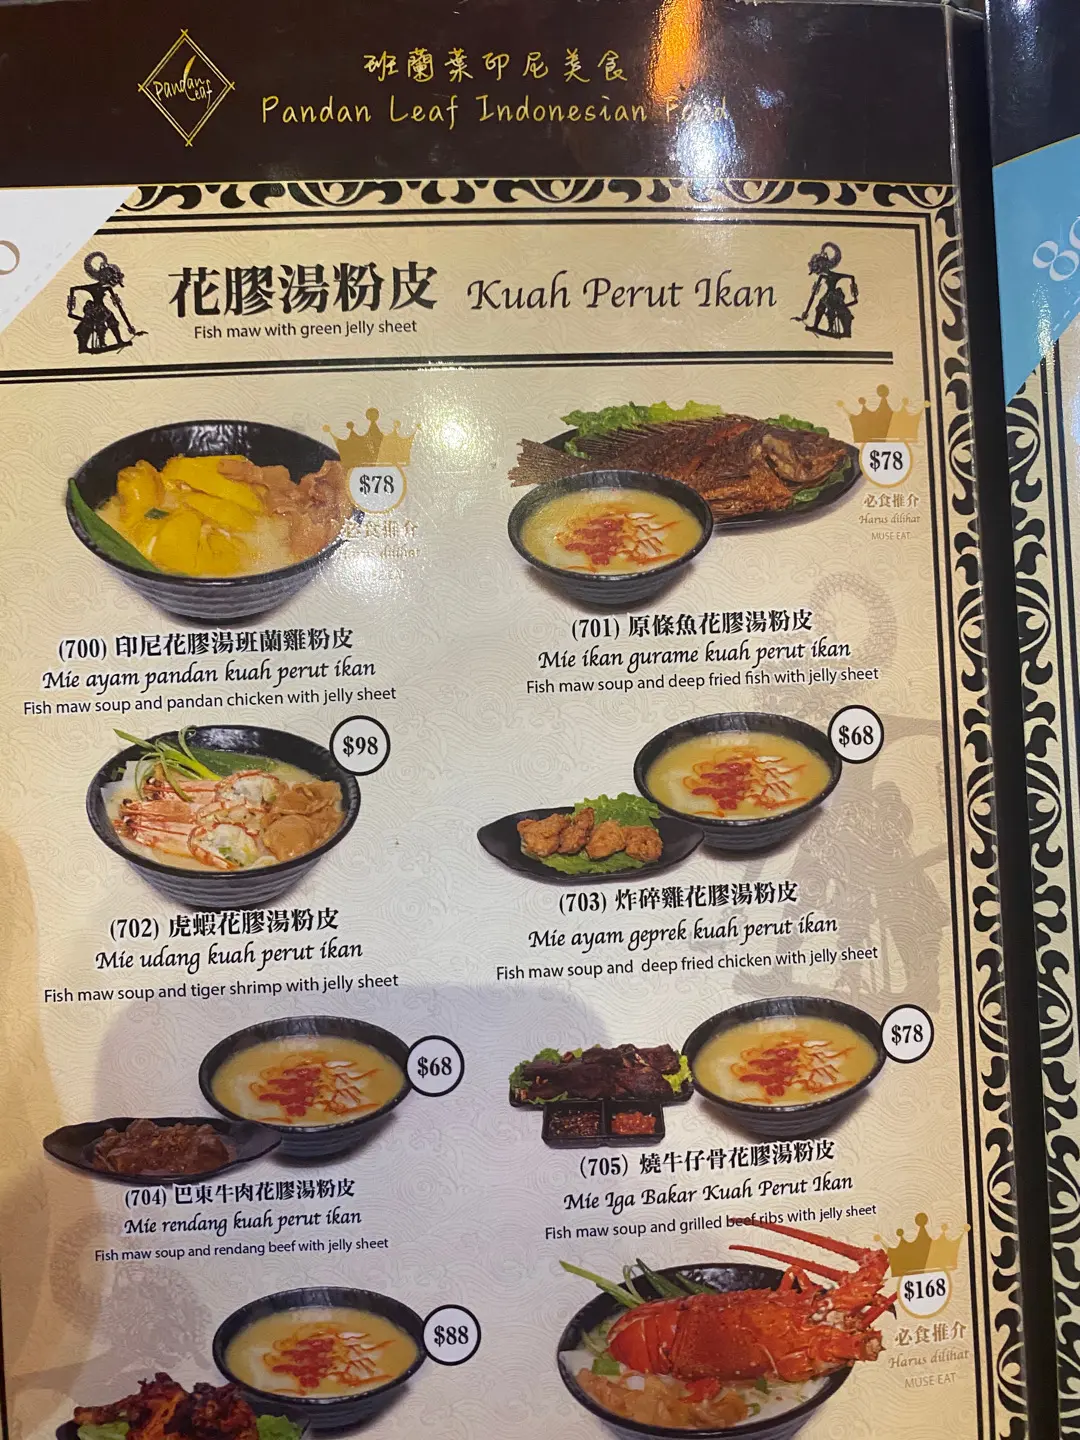 Pandan
Leaf
班蘭葉印尼美食
Pandan Leaf Indonesian Food
花膠湯粉皮
Kuah Perut Ikan
Fish maw with green jelly sheet
$78
必食推介
Harus dilihat
MUSE EAT
(700) 印尼花膠湯班蘭雞粉皮
Mie ayam pandan kuah perut ikan
Fish maw soup and pandan chicken with jelly sheet
$78
必食推介
Harus dilihat
MUSE EAT
(701) 原條魚花膠湯粉皮
Mie ikan gurame kuah perut ikan
Fish maw soup and deep fried fish with jelly sheet
$98
(702) 虎蝦花膠湯粉皮
Mie udang kuah perut ikan
Fish maw soup and tiger shrimp with jelly sheet
$68
(703) 炸碎雞花膠湯粉皮
Mie ayam geprek kuah perut ikan
Fish maw soup and deep fried chicken with jelly sheet
$68
(704) 巴東牛肉花膠湯粉皮
Mie rendang kuah perut ikan
Fish maw soup and rendang beef with jelly sheet
$78
(705) 燒牛仔骨花膠湯粉皮
Mie Iga Bakar Kuah Perut Ikan
Fish maw soup and grilled beef ribs with jelly sheet
$88
$168
必食推介
Harus dilihat
MUSE EAT